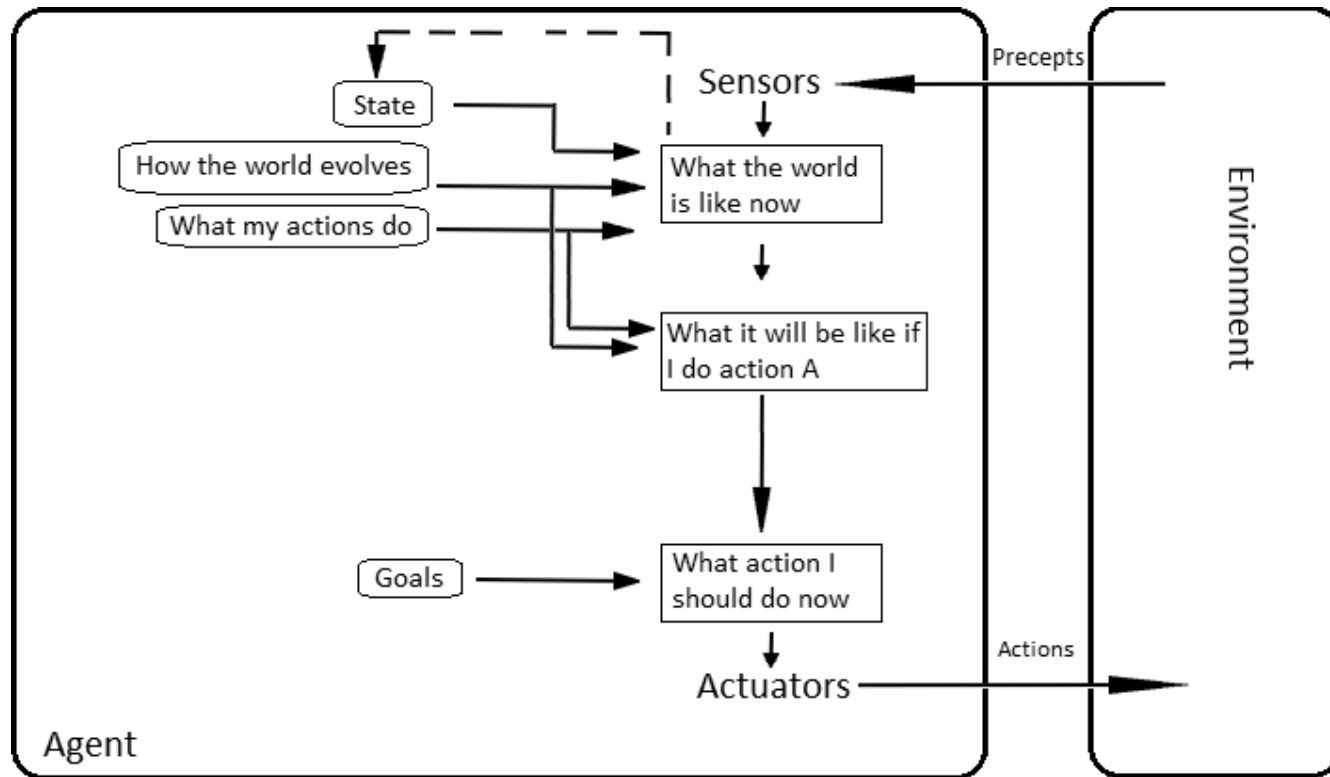 Precepts
Sensors
State
How the world evolves
What the world
is like now
What my actions do
Environment
What it will be like if
I do action A
What action I
should do now
Goals
Actions
Actuators
Agent